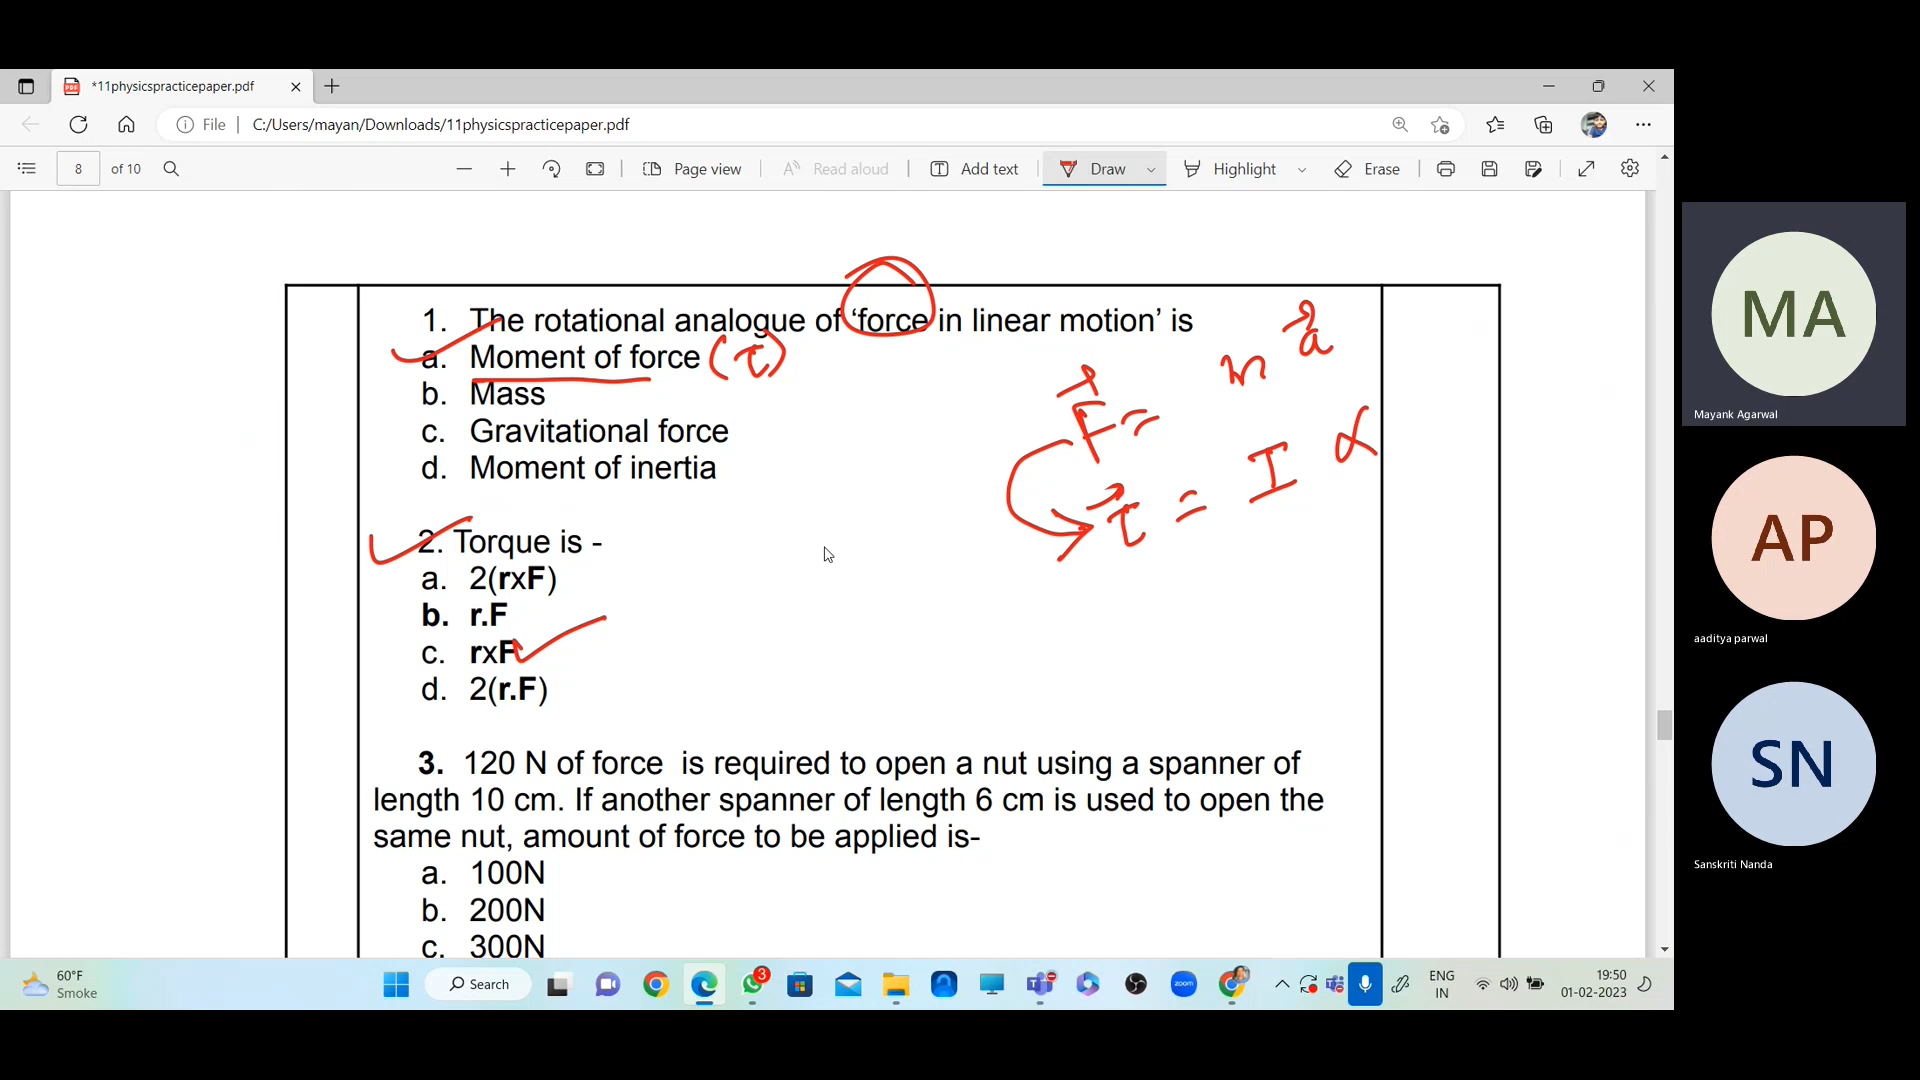 *11physicspracticepaper.pdf
File C:/Users/mayan/Downloads/11physicspracticepaper.pdf
8 of 10 Page view Read aloud Add text Draw Highlight Erase
1. The rotational analogue of ‘force in linear motion’ is
a. Moment of force (τ)
b. Mass
c. Gravitational force
d. Moment of inertia
F = m a
τ = I α
2. Torque is -
a. 2(rxF)
b. r.F
c. rxF
d. 2(r.F)
3. 120 N of force is required to open a nut using a spanner of
length 10 cm. If another spanner of length 6 cm is used to open the
same nut, amount of force to be applied is-
a. 100N
b. 200N
c. 300N
MA
Mayank Agarwal
AP
aaditya parwal
SN
Sanskriti Nanda
60°F
Smoke
Search
3
zoom
ENG
IN
19:50
01-02-2023